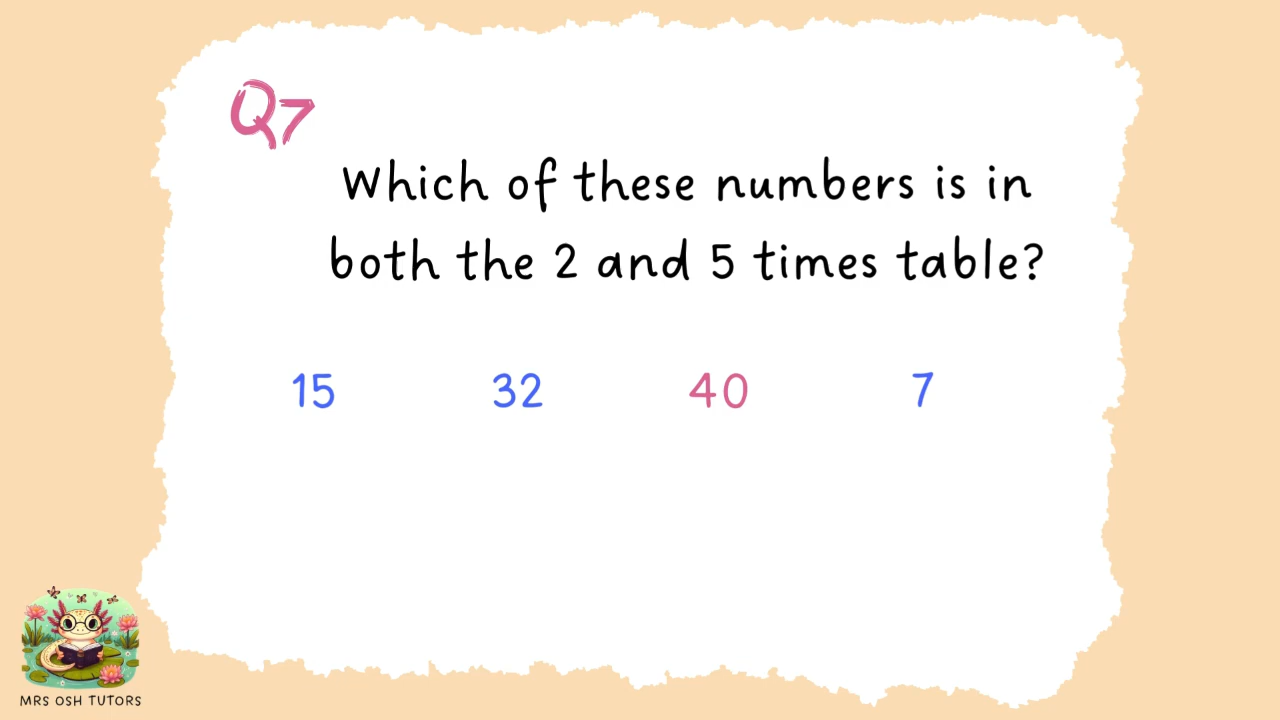 Q7
Which of these numbers is in
both the 2 and 5 times table?
15 32 40 7
MRS OSH TUTORS